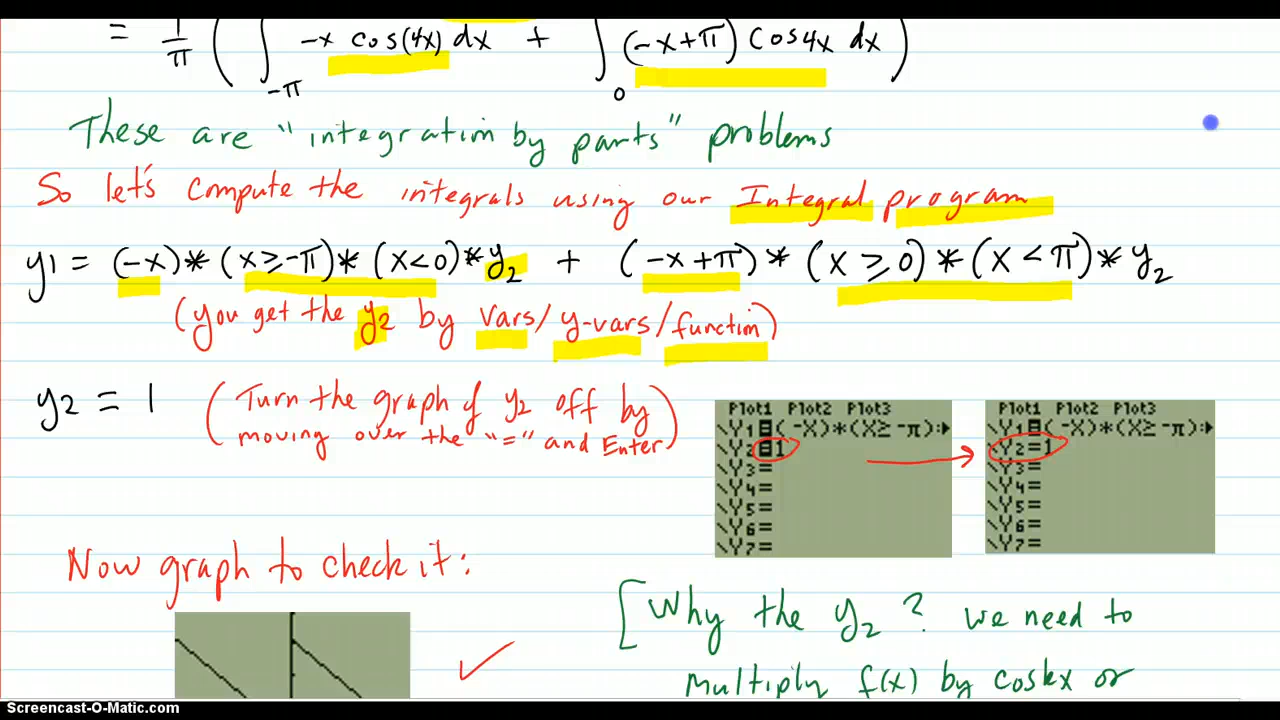 = 1/π ( ∫ -x cos(4x) dx + ∫ (-x+π) cos4x dx )
-π 0
These are "integration by parts" problems
So let's compute the integrals using our Integral program
y1 = (-x)*(x≥-π)*(x<0)*y2 + (-x+π)*(x≥0)*(x<π)*y2
(you get the y2 by vars/y-vars/function)
y2 = 1 (Turn the graph of y2 off by
moving over the "=" and Enter)
Plot1 Plot2 Plot3
\Y1=(-X)*(X≥-π)*
\Y2=1
\Y3=
\Y4=
\Y5=
\Y6=
\Y7=
Plot1 Plot2 Plot3
\Y1=(-X)*(X≥-π)*
\Y2=1
\Y3=
\Y4=
\Y5=
\Y6=
\Y7=
Now graph to check it:
[Why the y2? we need to
multiply f(x) by coskx or
Screencast-O-Matic.com